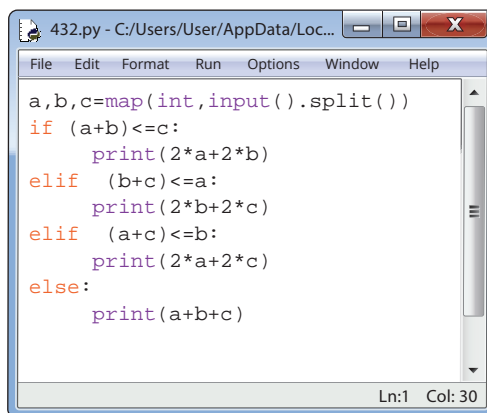 432.py - C:/Users/User/AppData/Loc...
X
File Edit Format Run Options Window Help
a,b,c=map(int,input().split())
if (a+b)<=c:
     print(2*a+2*b)
elif  (b+c)<=a:
     print(2*b+2*c)
elif  (a+c)<=b:
     print(2*a+2*c)
else:
     print(a+b+c)
Ln:1 Col: 30